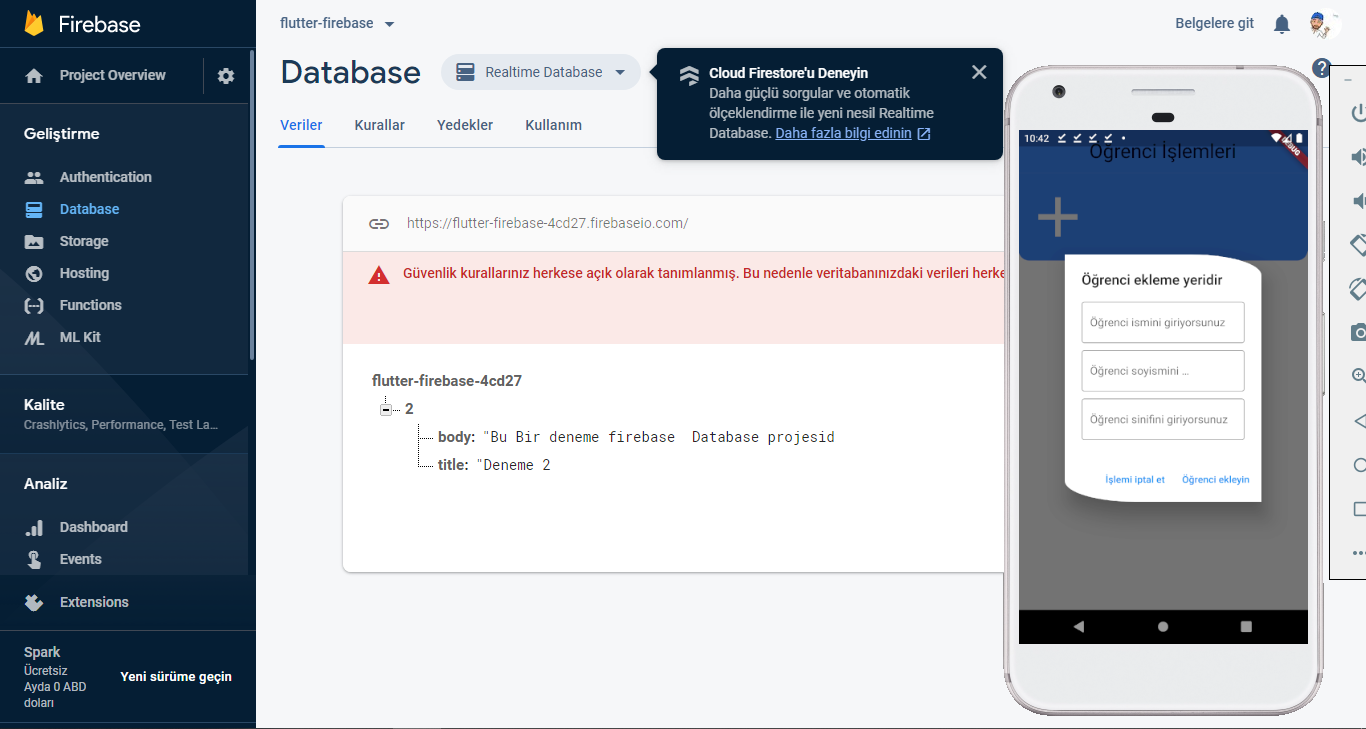 Firebase
Project Overview
Geliştirme
Authentication
Database
Storage
Hosting
Functions
ML Kit
Kalite
Crashlytics, Performance, Test La...
Analiz
Dashboard
Events
Extensions
Spark
Ücretsiz
Ayda 0 ABD
doları
Yeni sürüme geçin
flutter-firebase
Belgelere git
Database
Realtime Database
Cloud Firestore'u Deneyin
Daha güçlü sorgular ve otomatik
ölçeklendirme ile yeni nesil Realtime
Database. Daha fazla bilgi edinin
Veriler
Kurallar
Yedekler
Kullanım
https://flutter-firebase-4cd27.firebaseio.com/
Güvenlik kurallarınız herkese açık olarak tanımlanmış. Bu nedenle veritabanınızdaki verileri herke
flutter-firebase-4cd27
2
body: "Bu Bir deneme firebase  Database projesid
title: "Deneme 2
10:42
Öğrenci İşlemleri
Öğrenci ekleme yeridir
Öğrenci ismini giriyorsunuz
Öğrenci soyismini ...
Öğrenci sinifini giriyorsunuz
İşlemi iptal et
Öğrenci ekleyin